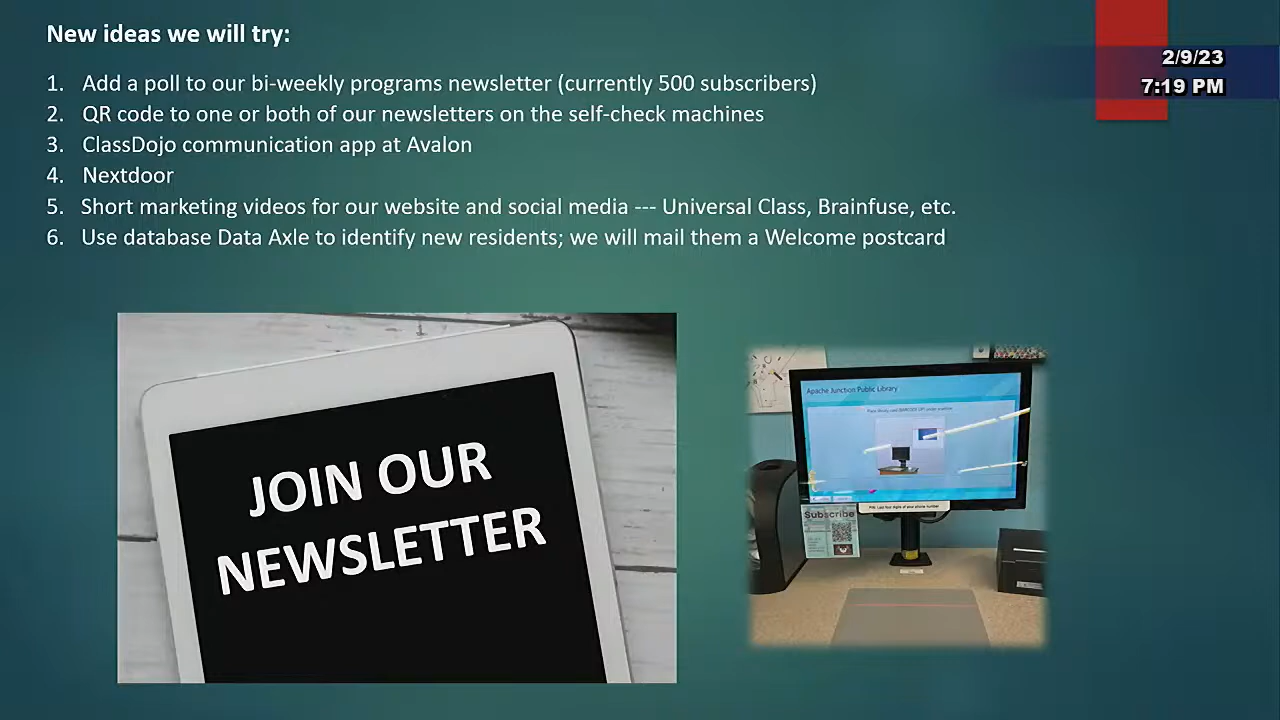 New ideas we will try:
2/9/23
7:19 PM
1. Add a poll to our bi-weekly programs newsletter (currently 500 subscribers)
2. QR code to one or both of our newsletters on the self-check machines
3. ClassDojo communication app at Avalon
4. Nextdoor
5. Short marketing videos for our website and social media --- Universal Class, Brainfuse, etc.
6. Use database Data Axle to identify new residents; we will mail them a Welcome postcard
JOIN OUR
NEWSLETTER
Apache Junction Public Library
Subscribe